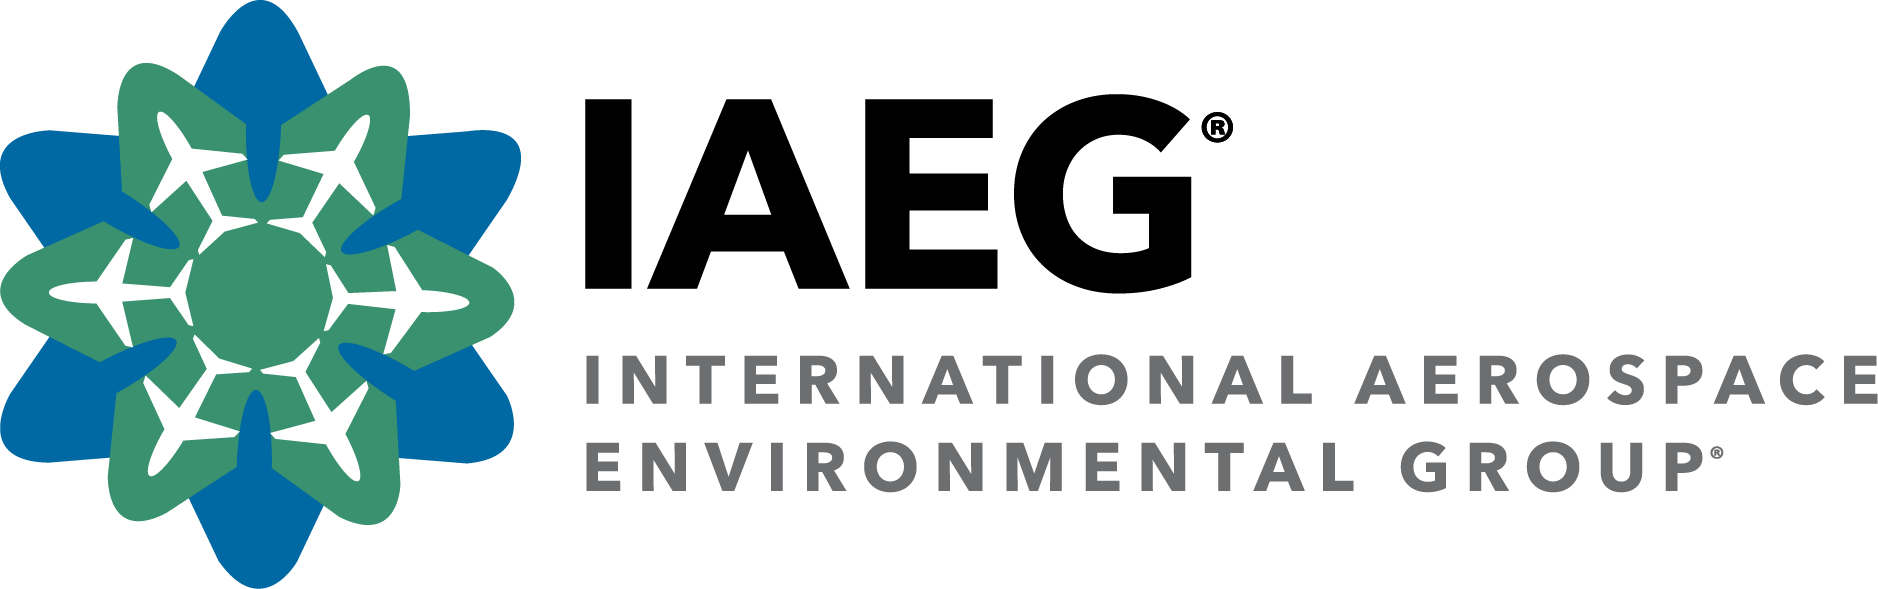 IAEG®
INTERNATIONAL AEROSPACE
ENVIRONMENTAL GROUP®